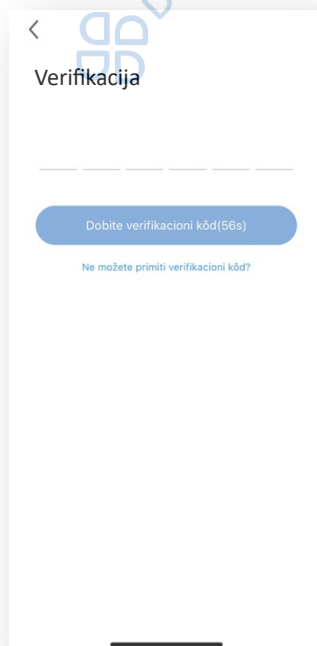 Verifikacija
Dobite verifikacioni kôd(56s)
Ne možete primiti verifikacioni kôd?